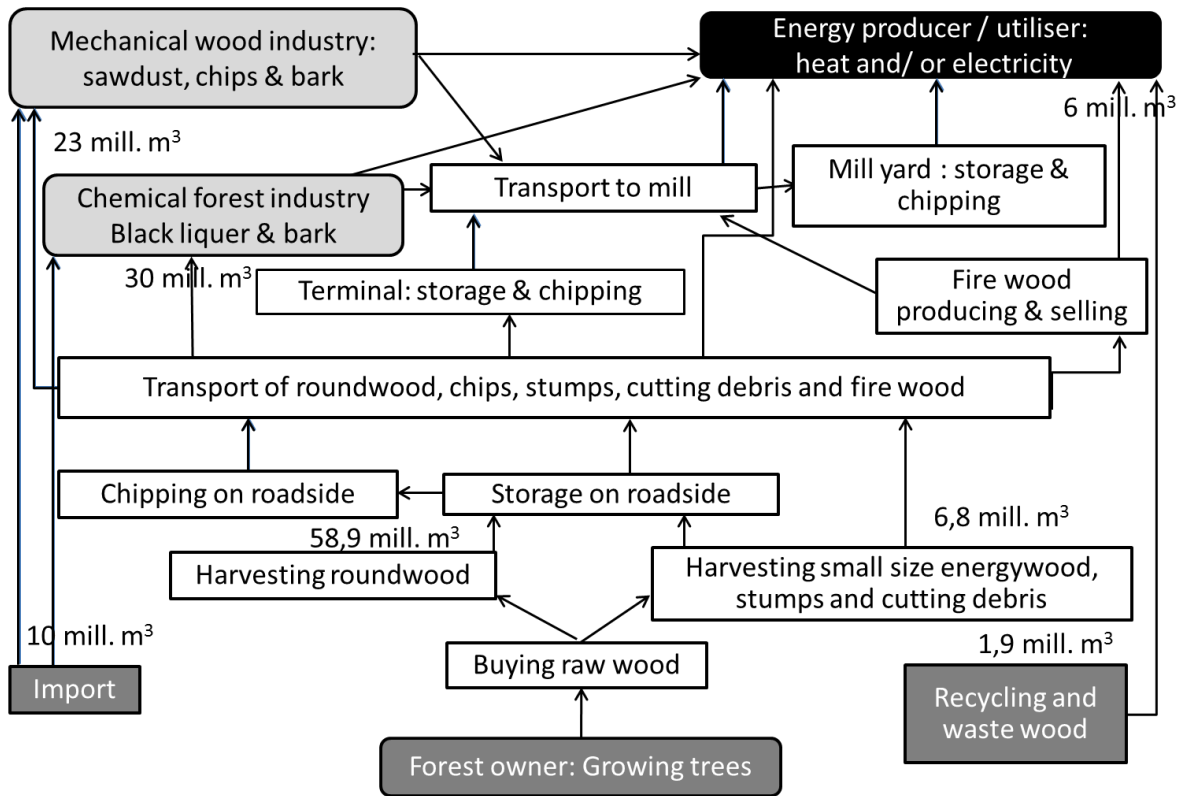 Mechanical wood industry:
sawdust, chips & bark
Energy producer / utiliser:
heat and/ or electricity
6 mill. m³
23 mill. m³
Chemical forest industry
Black liquer & bark
Transport to mill
Mill yard : storage &
chipping
30 mill. m³
Terminal: storage & chipping
Fire wood
producing & selling
Transport of roundwood, chips, stumps, cutting debris and fire wood
Chipping on roadside
Storage on roadside
58,9 mill. m³
6,8 mill. m³
Harvesting roundwood
Harvesting small size energywood,
stumps and cutting debris
10 mill. m³
Buying raw wood
1,9 mill. m³
Import
Recycling and
waste wood
Forest owner: Growing trees